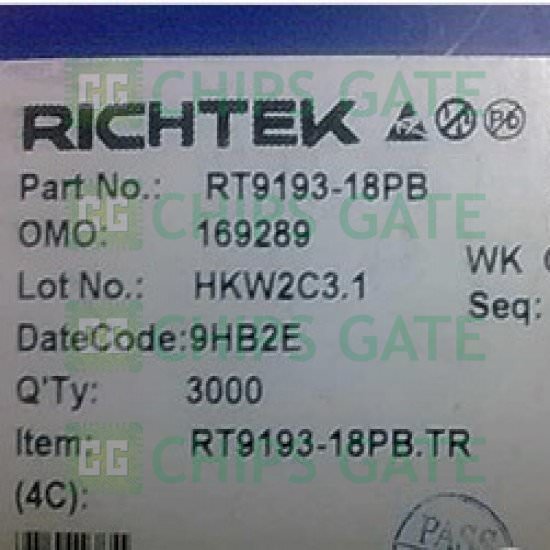 CHIPS GATE
RICHTEK
Part No.: RT9193-18PB
CHIPS GATE
OMO: 169289
WK
Lot No.: HKW2C3.1
Seq:
DateCode:9HB2E
CHIPS GATE
Q'Ty: 3000
Item: RT9193-18PB.TR
CHIPS GATE
(4C):
PASS